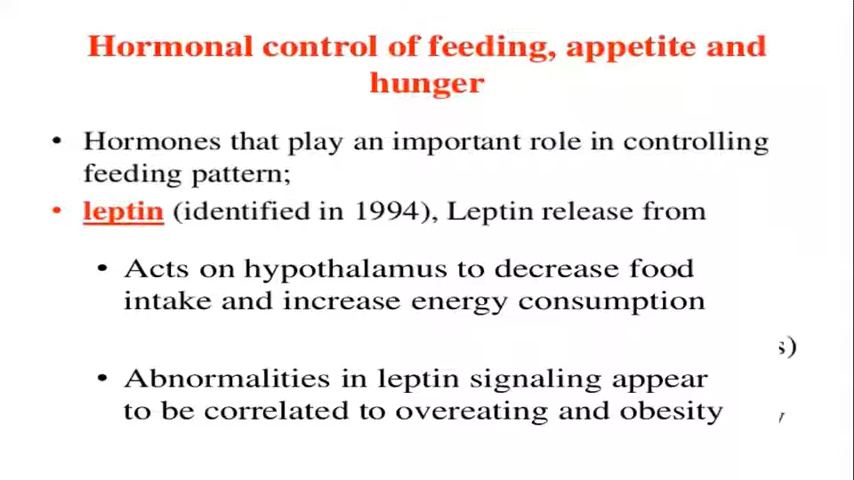 Hormonal control of feeding, appetite and
hunger
• Hormones that play an important role in controlling
feeding pattern;
• leptin (identified in 1994), Leptin release from
• Acts on hypothalamus to decrease food
intake and increase energy consumption
s)
• Abnormalities in leptin signaling appear
to be correlated to overeating and obesity